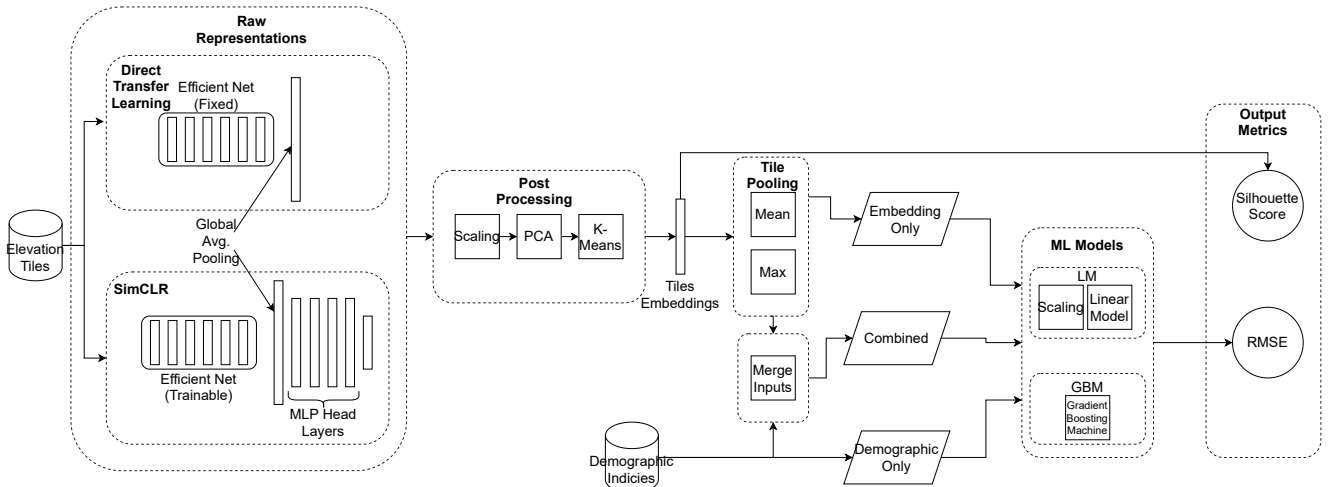 Raw
Representations
Direct
Transfer
Learning
Efficient Net
(Fixed)
Global
Avg.
Pooling
Elevation
Tiles
SimCLR
Efficient Net
(Trainable)
MLP Head
Layers
Post
Processing
Scaling
PCA
K-
Means
Tiles
Embeddings
Tile
Pooling
Mean
Max
Merge
Inputs
Demographic
Indicies
Embedding
Only
Combined
Demographic
Only
ML Models
LM
Scaling
Linear
Model
GBM
Gradient
Boosting
Machine
Output
Metrics
Silhouette
Score
RMSE